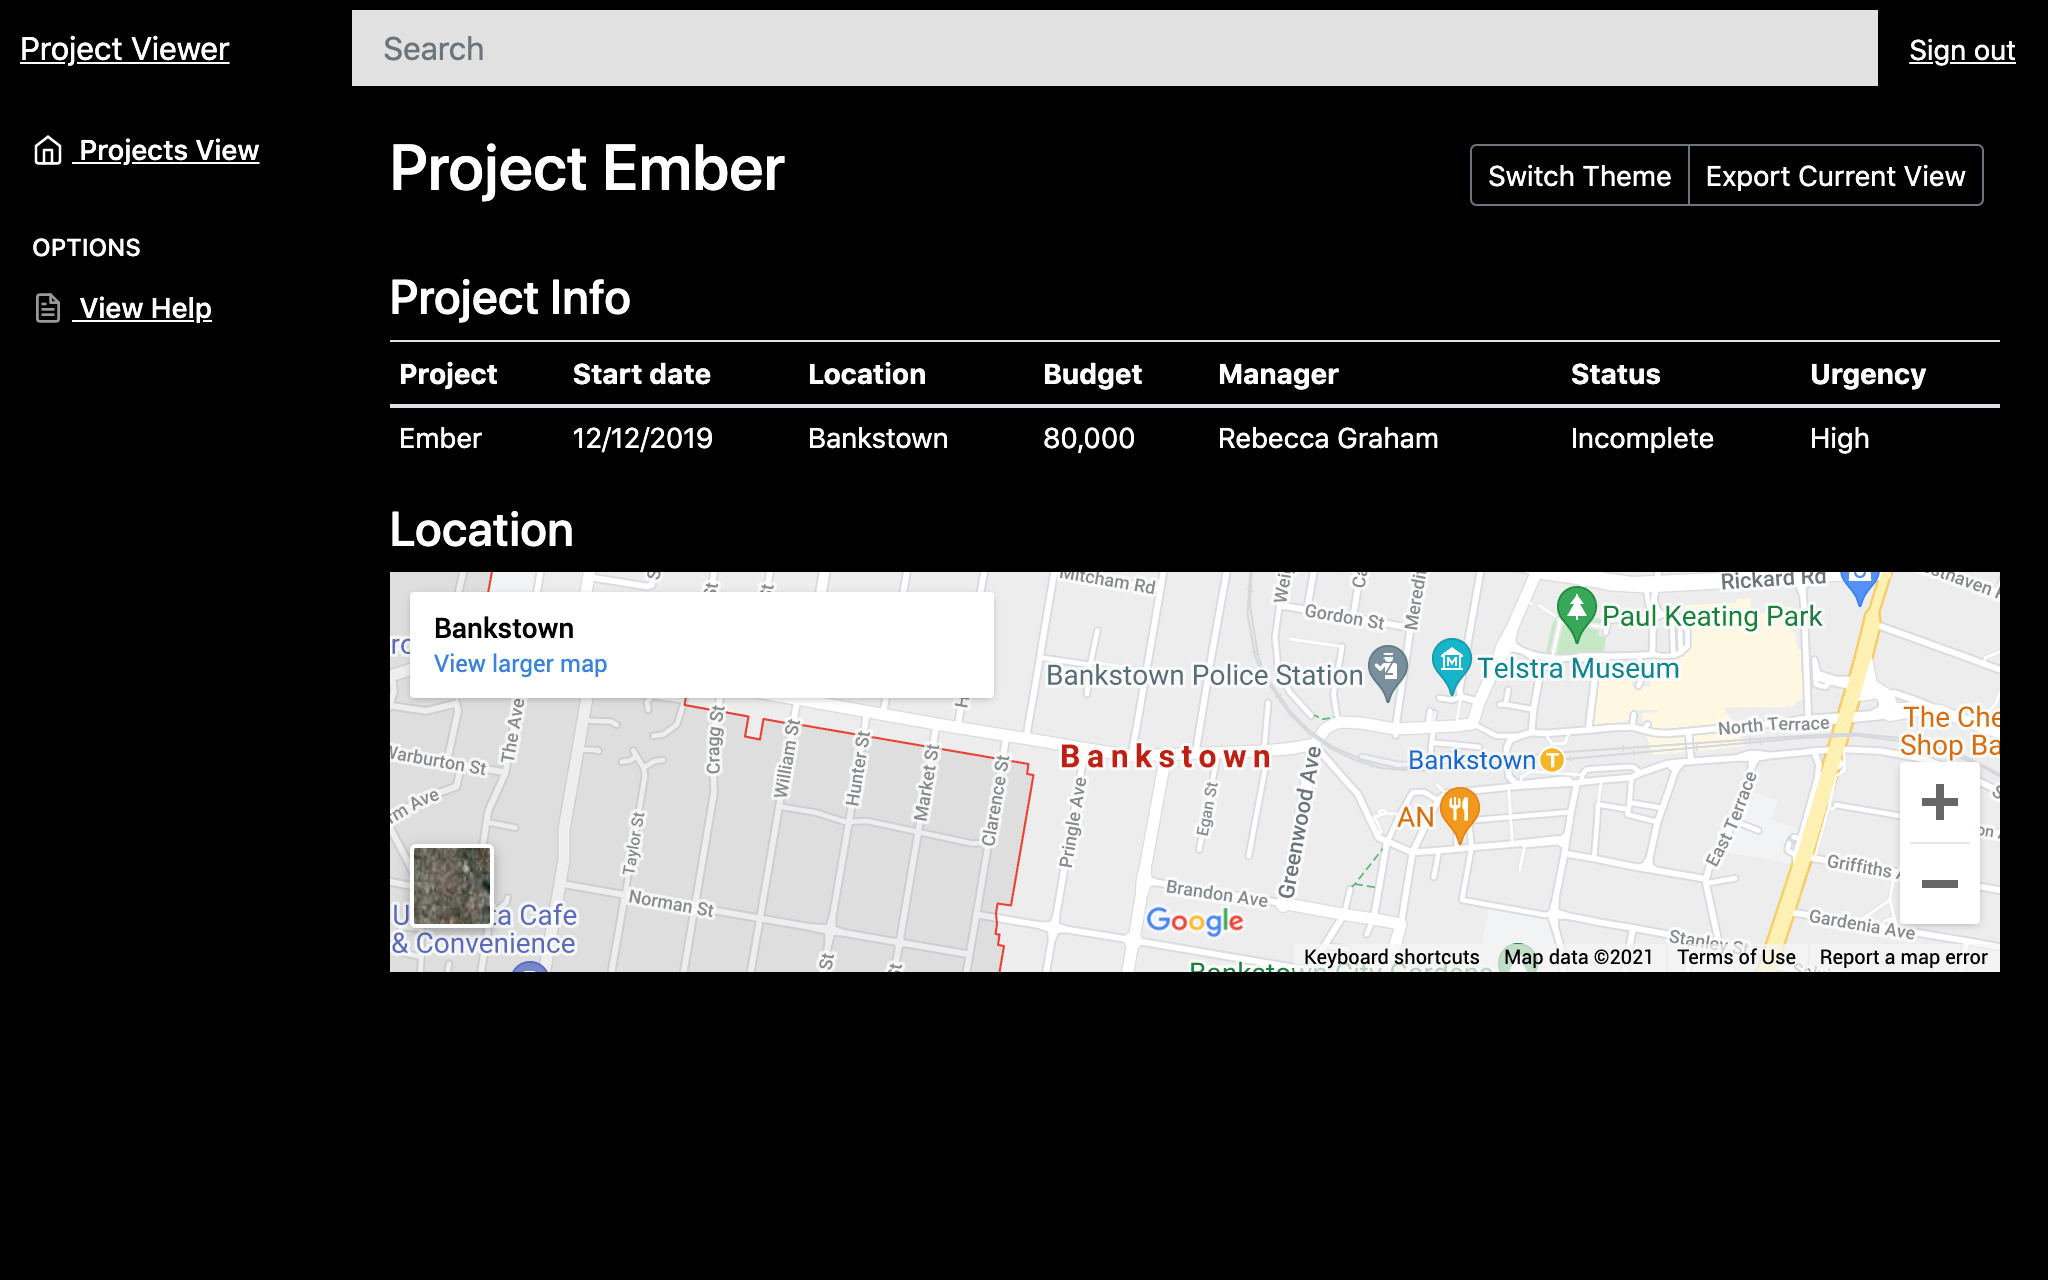 Project Viewer
Search
Sign out
Projects View
OPTIONS
View Help
Project Ember
Switch Theme
Export Current View
Project Info
Project Start date Location Budget Manager Status Urgency
Ember 12/12/2019 Bankstown 80,000 Rebecca Graham Incomplete High
Location
Bankstown
View larger map
Mitcham Rd
Gordon St
Rickard Rd
Paul Keating Park
Bankstown Police Station
Telstra Museum
North Terrace
The Che
Shop Ba
Bankstown
Bankstown
AN
The Ave
Warburton St
Cragg St
William St
Hunter St
Market St
Clarence St
Pringle Ave
Egan St
Greenwood Ave
East Terrace
Taylor St
Norman St
Brandon Ave
Griffiths
Gardenia Ave
Stanley St
ta Cafe
& Convenience
Google
Bankstown City Gardens
Keyboard shortcuts
Map data ©2021
Terms of Use
Report a map error